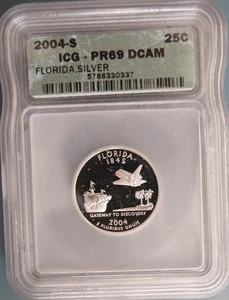 2004-S 25C
ICG - PR69 DCAM
FLORIDA,SILVER
5788330337
FLORIDA
1845
GATEWAY TO DISCOVERY
2004
E PLURIBUS UNUM